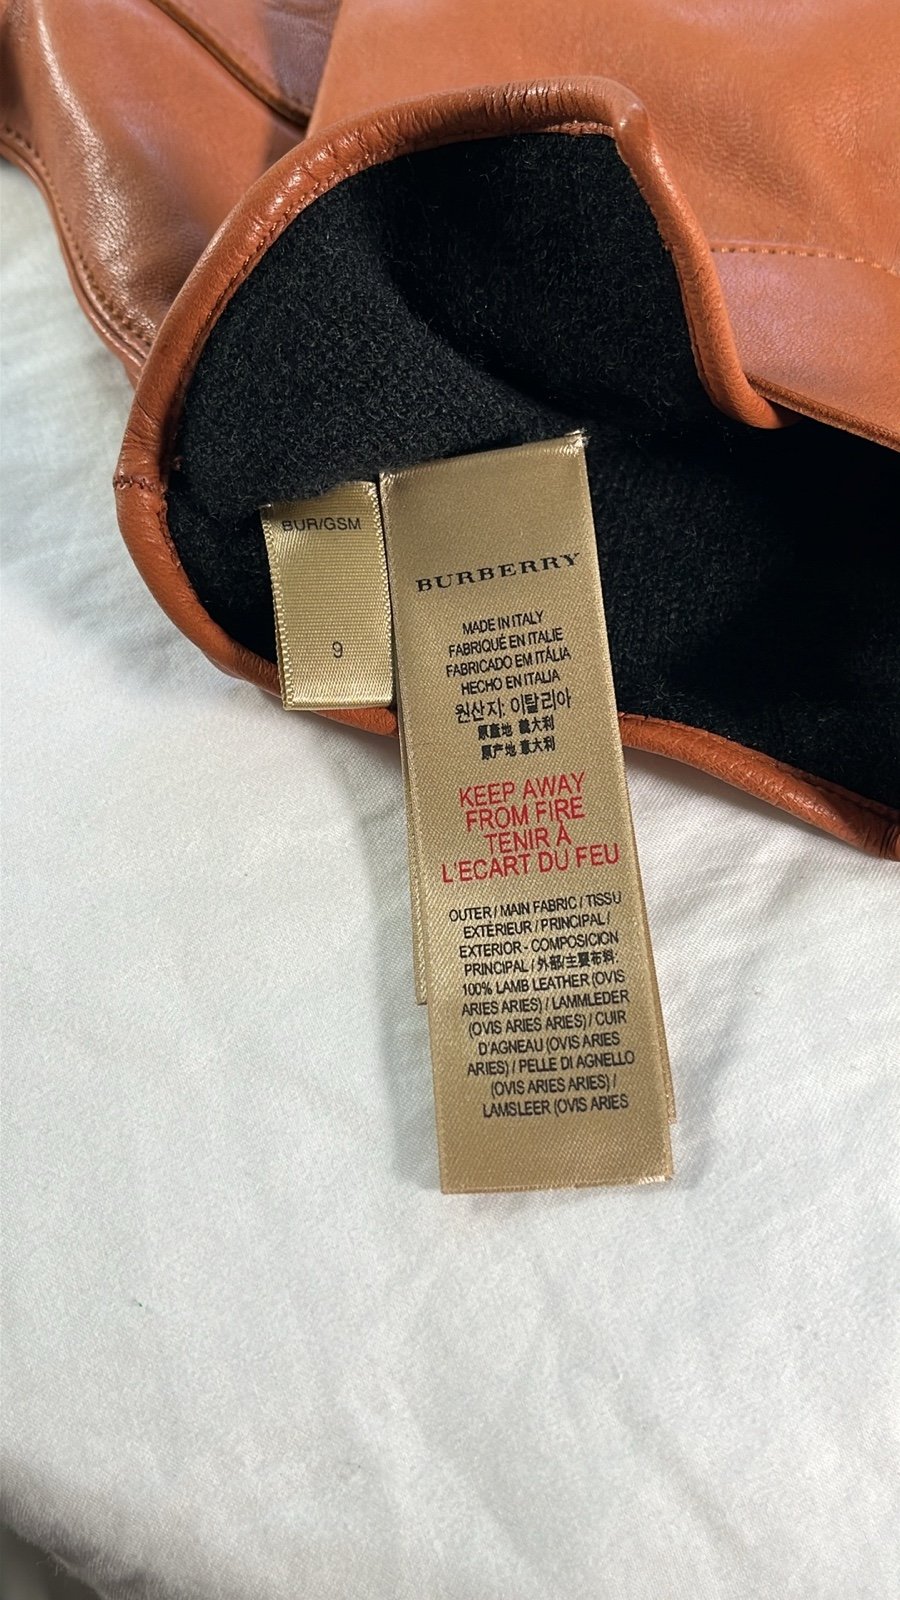 BUR/GSM
9
BURBERRY
MADE IN ITALY
FABRIQUÉ EN ITALIE
FABRICADO EM ITÁLIA
HECHO EN ITALIA
원산지: 이탈리아
原產地 義大利
原产地 意大利
KEEP AWAY
FROM FIRE
TENIR À
L'ECART DU FEU
OUTER / MAIN FABRIC / TISSU
EXTÉRIEUR / PRINCIPAL /
EXTERIOR - COMPOSICION
PRINCIPAL / 外部/主要布料:
100% LAMB LEATHER (OVIS
ARIES ARIES) / LAMMLEDER
(OVIS ARIES ARIES) / CUIR
D'AGNEAU (OVIS ARIES
ARIES) / PELLE DI AGNELLO
(OVIS ARIES ARIES) /
LAMSLEER (OVIS ARIES